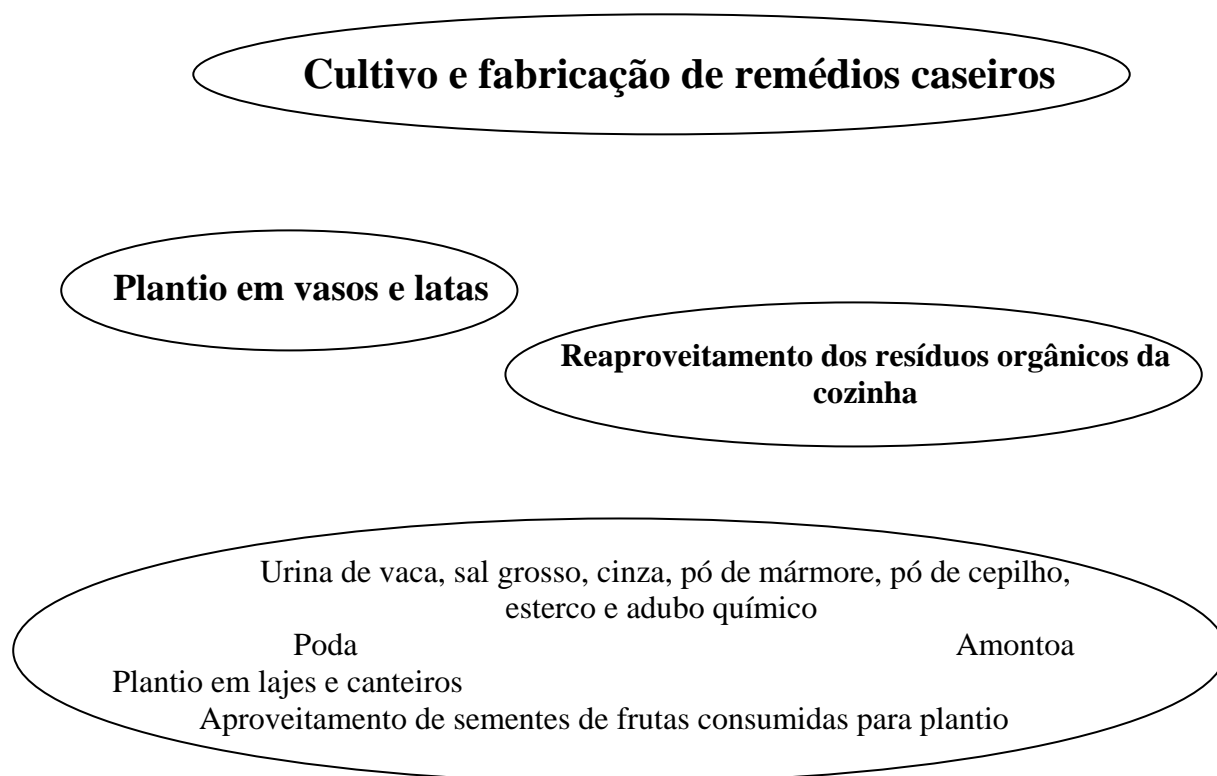 Cultivo e fabricação de remédios caseiros
Plantio em vasos e latas
Reaproveitamento dos resíduos orgânicos da
cozinha
Urina de vaca, sal grosso, cinza, pó de mármore, pó de cepilho,
esterco e adubo químico
Poda Amontoa
Plantio em lajes e canteiros
Aproveitamento de sementes de frutas consumidas para plantio